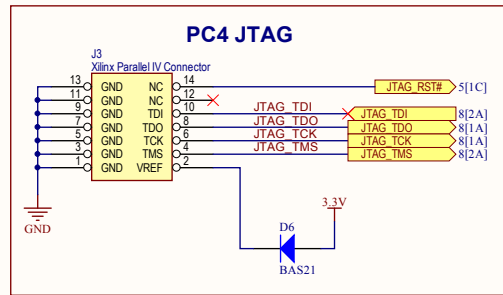 PC4 JTAG
J3
Xilinx Parallel IV Connector
13 GND NC 14 JTAG_RST# 5[1C]
11 GND NC 12
9 GND TDI 10 JTAG_TDI JTAG_TDI 8[2A]
7 GND TDO 8 JTAG_TDO JTAG_TDO 8[1A]
5 GND TCK 6 JTAG_TCK JTAG_TCK 8[1A]
3 GND TMS 4 JTAG_TMS JTAG_TMS 8[2A]
1 GND VREF 2
3.3V
D6
GND
BAS21